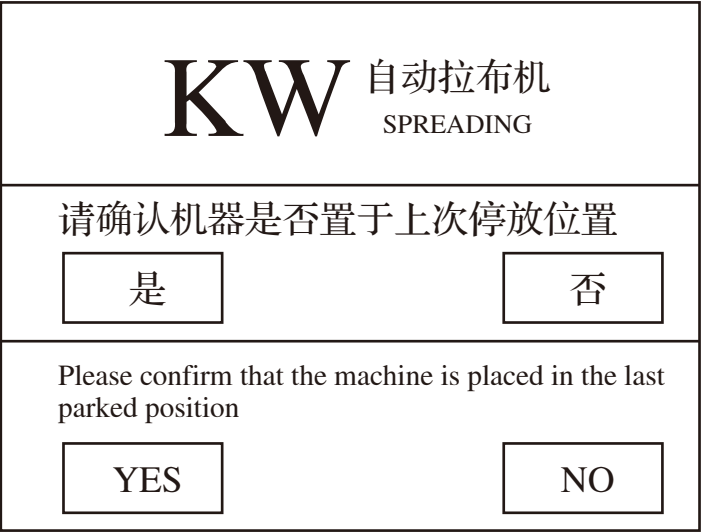 KW 自动拉布机
SPREADING
请确认机器是否置于上次停放位置
是 否
Please confirm that the machine is placed in the last
parked position
YES NO